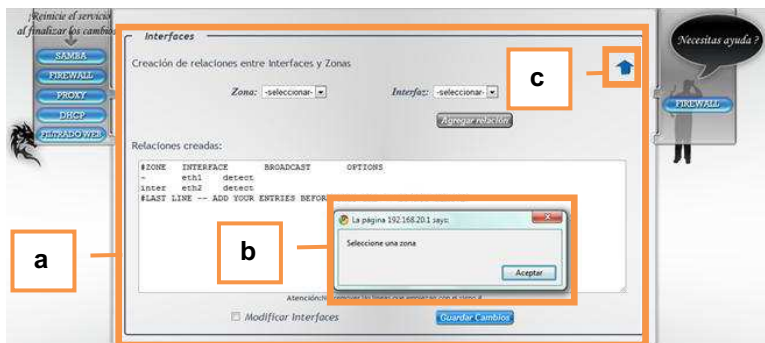 ¡Reinicie el servicio
al finalizar los cambios
SAMBA
FIREWALL
PROXY
DHCP
FILTRADO WEB
Interfaces
Creación de relaciones entre Interfaces y Zonas
c
Zona: -seleccionar- Interfaz: -seleccionar-
Agregar relación
Necesitas ayuda ?
FIREWALL
Relaciones creadas:
#ZONE INTERFACE BROADCAST OPTIONS
- eth1 detect
inter eth2 detect
#LAST LINE -- ADD YOUR ENTRIES BEFOR
a
b
La página 192.168.20.1 says:
Seleccione una zona
Aceptar
Modificar Interfaces
Guardar Cambios